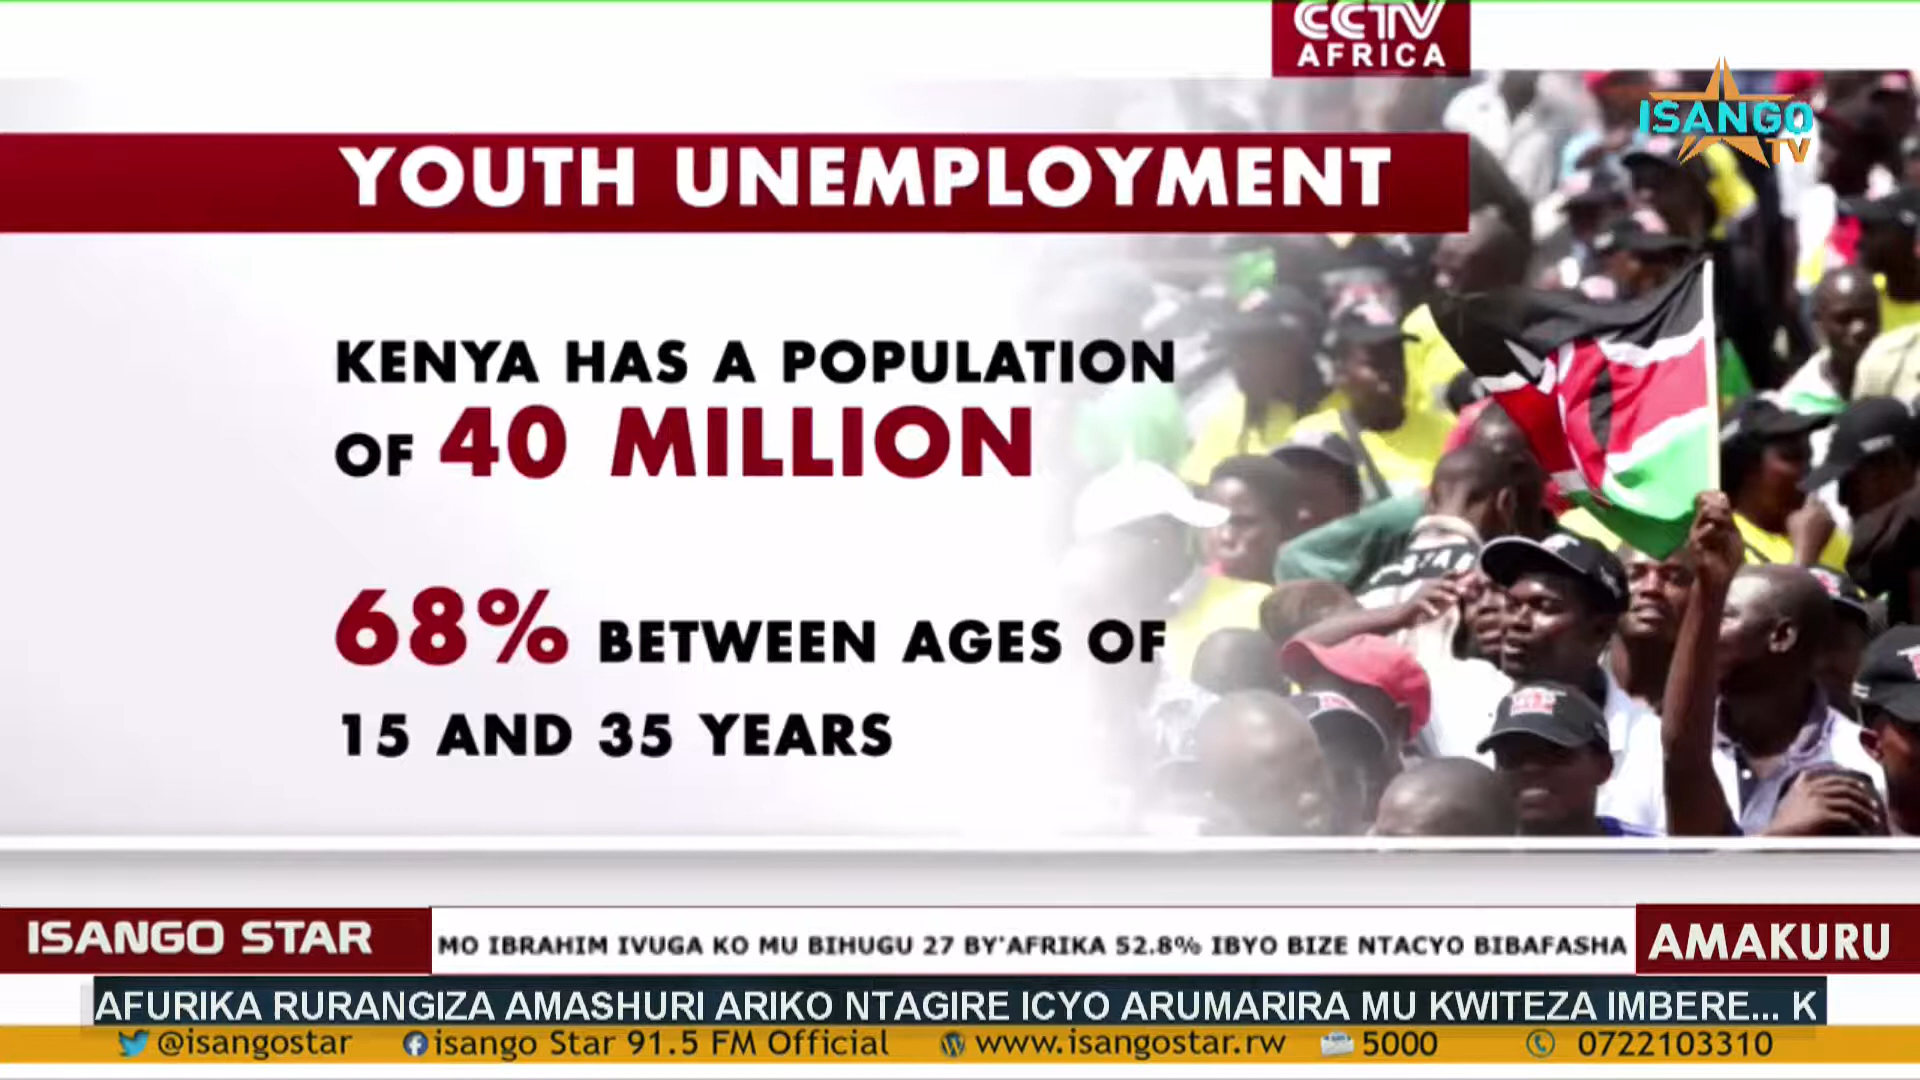 CCTV
AFRICA
ISANGO
TV
YOUTH UNEMPLOYMENT
KENYA HAS A POPULATION
OF 40 MILLION
68% BETWEEN AGES OF
15 AND 35 YEARS
ISANGO STAR
MO IBRAHIM IVUGA KO MU BIHUGU 27 BY'AFRIKA 52.8% IBYO BIZE NTACYO BIBAFASHA
AMAKURU
AFURIKA RURANGIZA AMASHURI ARIKO NTAGIRE ICYO ARUMARIRA MU KWITEZA IMBERE... K
@isangostar isango Star 91.5 FM Official www.isangostar.rw 5000 0722103310